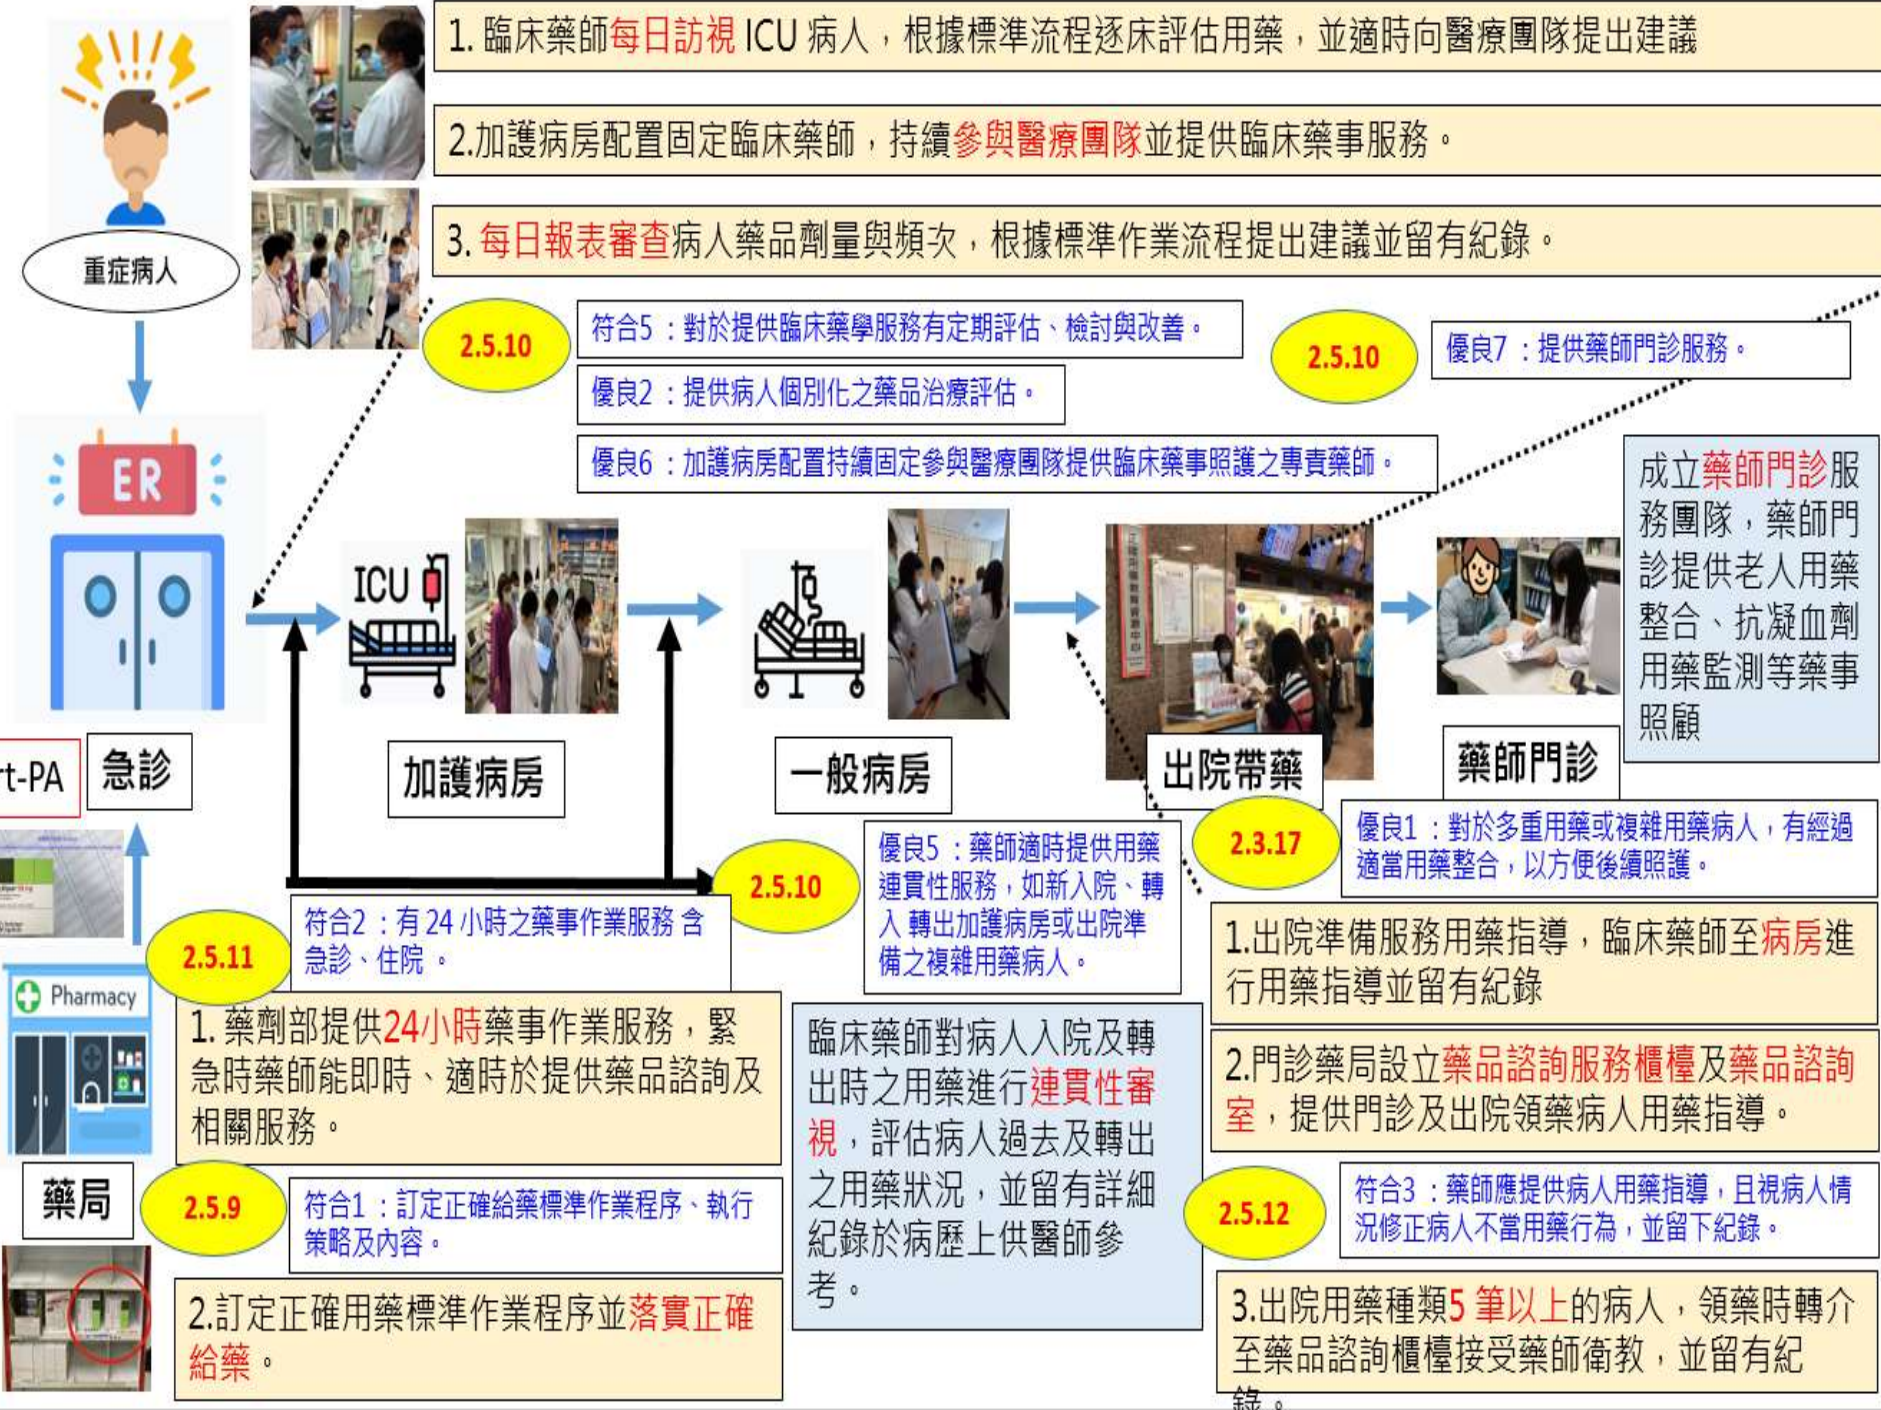 1. 臨床藥師每日訪視 ICU 病人，根據標準流程逐床評估用藥，並適時向醫療團隊提出建議
2.加護病房配置固定臨床藥師，持續參與醫療團隊並提供臨床藥事服務。
3. 每日報表審查病人藥品劑量與頻次，根據標準作業流程提出建議並留有紀錄。
重症病人
2.5.10
符合5 ：對於提供臨床藥學服務有定期評估、檢討與改善。
優良2 ：提供病人個別化之藥品治療評估。
優良6 ：加護病房配置持續固定參與醫療團隊提供臨床藥事照護之專責藥師。
2.5.10
優良7 ：提供藥師門診服務。
ER
ICU
成立藥師門診服
務團隊，藥師門
診提供老人用藥
整合、抗凝血劑
用藥監測等藥事
照顧
rt-PA
急診
加護病房
一般病房
出院帶藥
藥師門診
2.5.10
優良5 ：藥師適時提供用藥
連貫性服務，如新入院、轉
入 轉出加護病房或出院準
備之複雜用藥病人。
2.3.17
優良1 ：對於多重用藥或複雜用藥病人，有經過
適當用藥整合，以方便後續照護。
2.5.11
符合2 ：有 24 小時之藥事作業服務 含
急診、住院 。
Pharmacy
1. 藥劑部提供24小時藥事作業服務，緊
急時藥師能即時、適時於提供藥品諮詢及
相關服務。
臨床藥師對病人入院及轉
出時之用藥進行連貫性審
視，評估病人過去及轉出
之用藥狀況，並留有詳細
紀錄於病歷上供醫師參
考。
1.出院準備服務用藥指導，臨床藥師至病房進
行用藥指導並留有紀錄
2.門診藥局設立藥品諮詢服務櫃檯及藥品諮詢
室，提供門診及出院領藥病人用藥指導。
藥局
2.5.9
符合1 ：訂定正確給藥標準作業程序、執行
策略及內容。
2.5.12
符合3 ：藥師應提供病人用藥指導，且視病人情
況修正病人不當用藥行為，並留下紀錄。
2.訂定正確用藥標準作業程序並落實正確
給藥。
3.出院用藥種類5 筆以上的病人，領藥時轉介
至藥品諮詢櫃檯接受藥師衛教，並留有紀
錄。